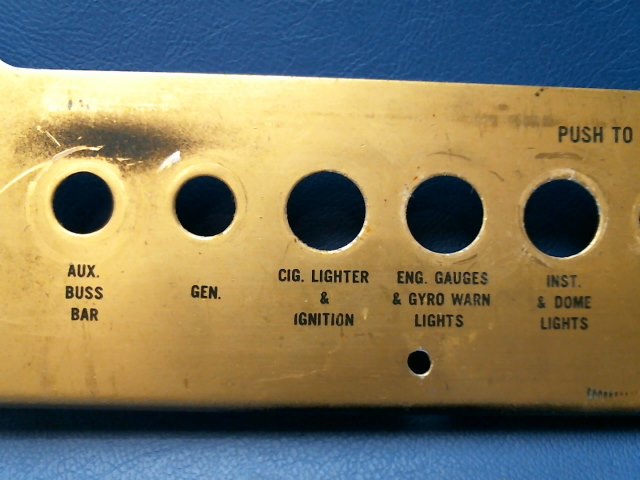 PUSH TO
AUX.
BUSS
BAR
GEN.
CIG. LIGHTER
&
IGNITION
ENG. GAUGES
& GYRO WARN
LIGHTS
INST.
& DOME
LIGHTS